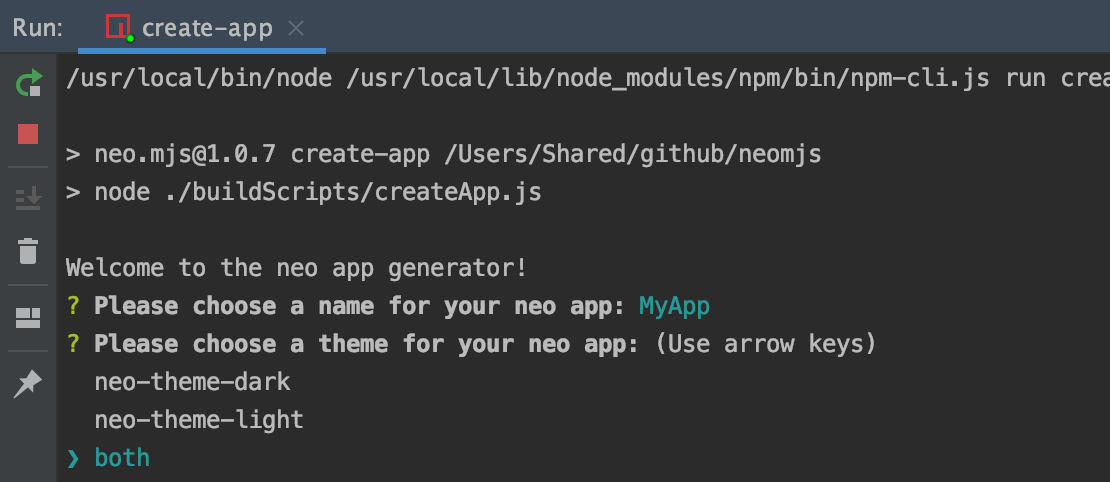 Run: create-app
/usr/local/bin/node /usr/local/lib/node_modules/npm/bin/npm-cli.js run crea
> neo.mjs@1.0.7 create-app /Users/Shared/github/neomjs
> node ./buildScripts/createApp.js
Welcome to the neo app generator!
? Please choose a name for your neo app: MyApp
? Please choose a theme for your neo app: (Use arrow keys)
neo-theme-dark
neo-theme-light
❯ both